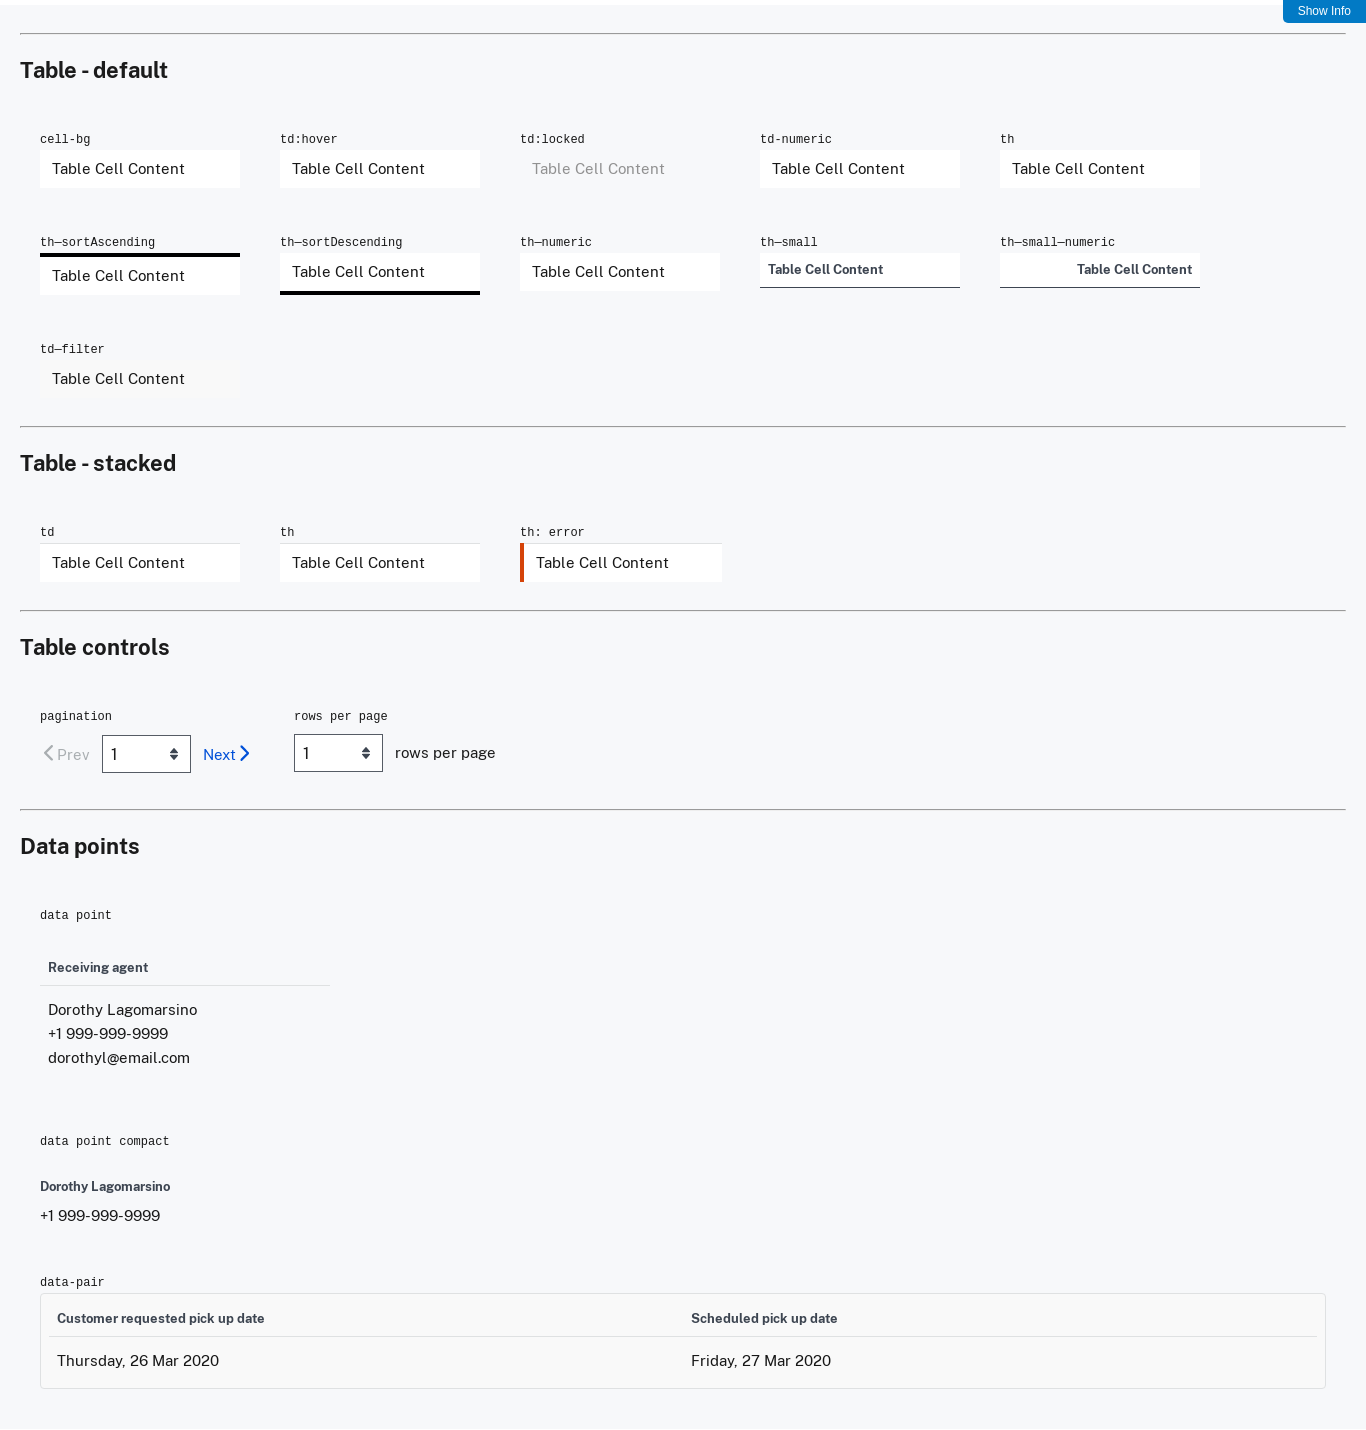 Show Info
Table - default
cell-bg
td:hover
td:locked
td-numeric
th
Table Cell Content
Table Cell Content
Table Cell Content
Table Cell Content
Table Cell Content
th—sortAscending
th—sortDescending
th—numeric
th—small
th—small—numeric
Table Cell Content
Table Cell Content
Table Cell Content
Table Cell Content
Table Cell Content
td—filter
Table Cell Content
Table - stacked
td
th
th: error
Table Cell Content
Table Cell Content
Table Cell Content
Table controls
pagination
rows per page
Prev
1
Next
1
rows per page
Data points
data point
Receiving agent
Dorothy Lagomarsino
+1 999-999-9999
dorothyl@email.com
data point compact
Dorothy Lagomarsino
+1 999-999-9999
data-pair
Customer requested pick up date
Scheduled pick up date
Thursday, 26 Mar 2020
Friday, 27 Mar 2020